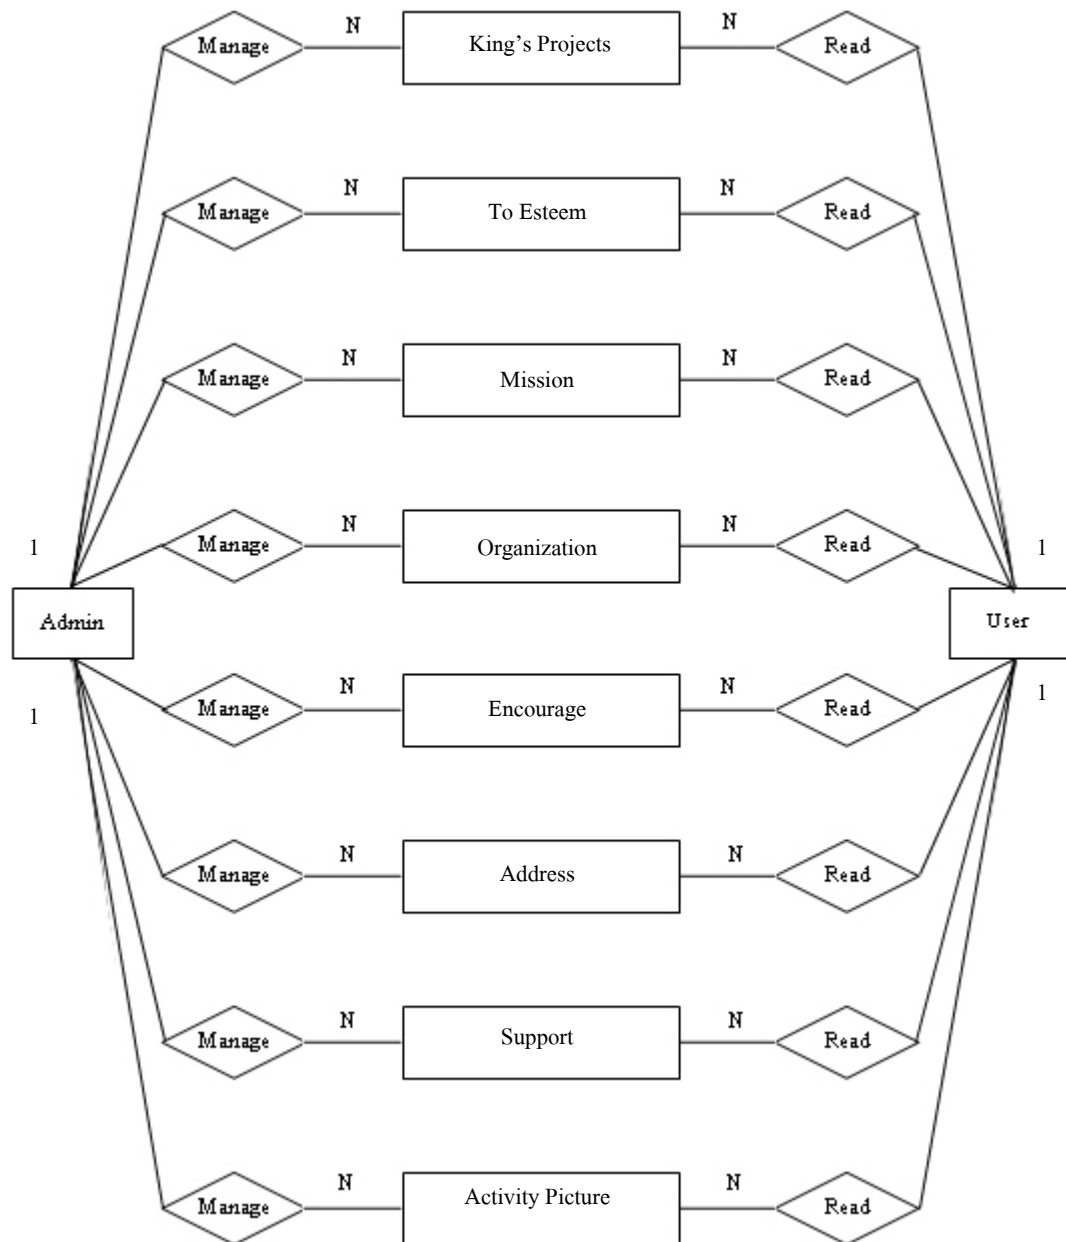 N N
Manage King’s Projects Read
N N
Manage To Esteem Read
N N
Manage Mission Read
N N
1 Manage Organization Read 1
Admin User
N N
1 Manage Encourage Read 1
N N
Manage Address Read
N N
Manage Support Read
N N
Manage Activity Picture Read